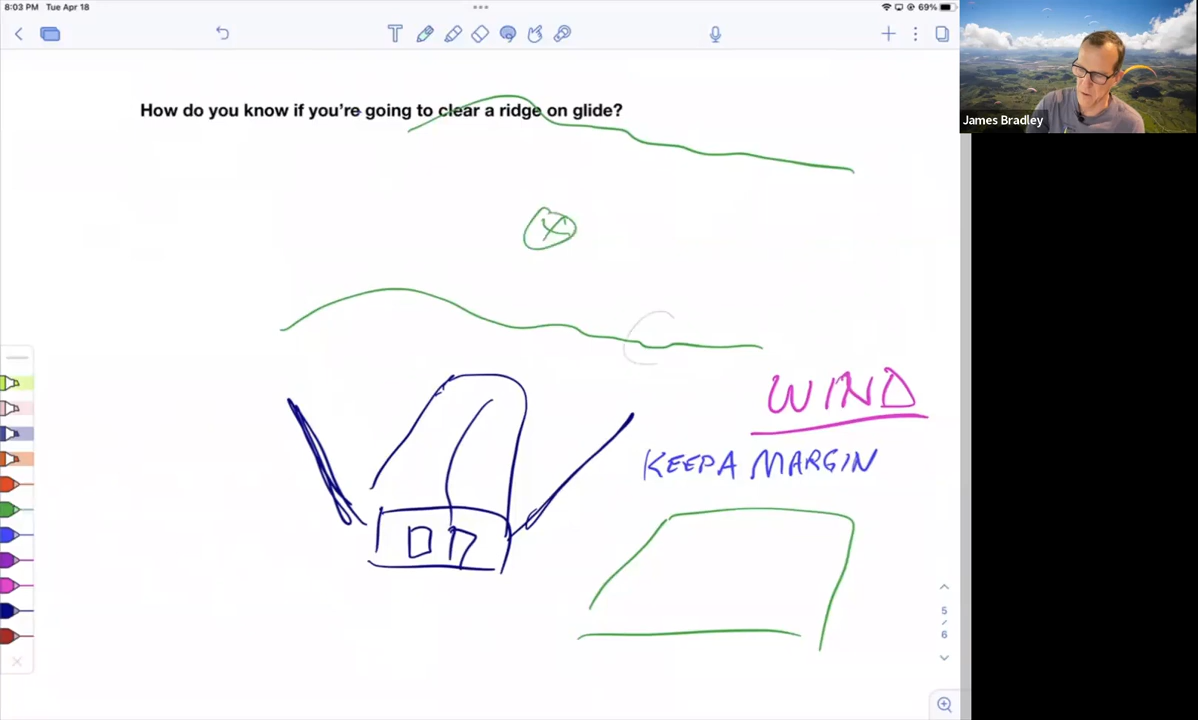 8:03 PM Tue Apr 18
69%
How do you know if you're going to clear a ridge on glide?
James Bradley
WIND
KEEP A MARGIN
5
/
6